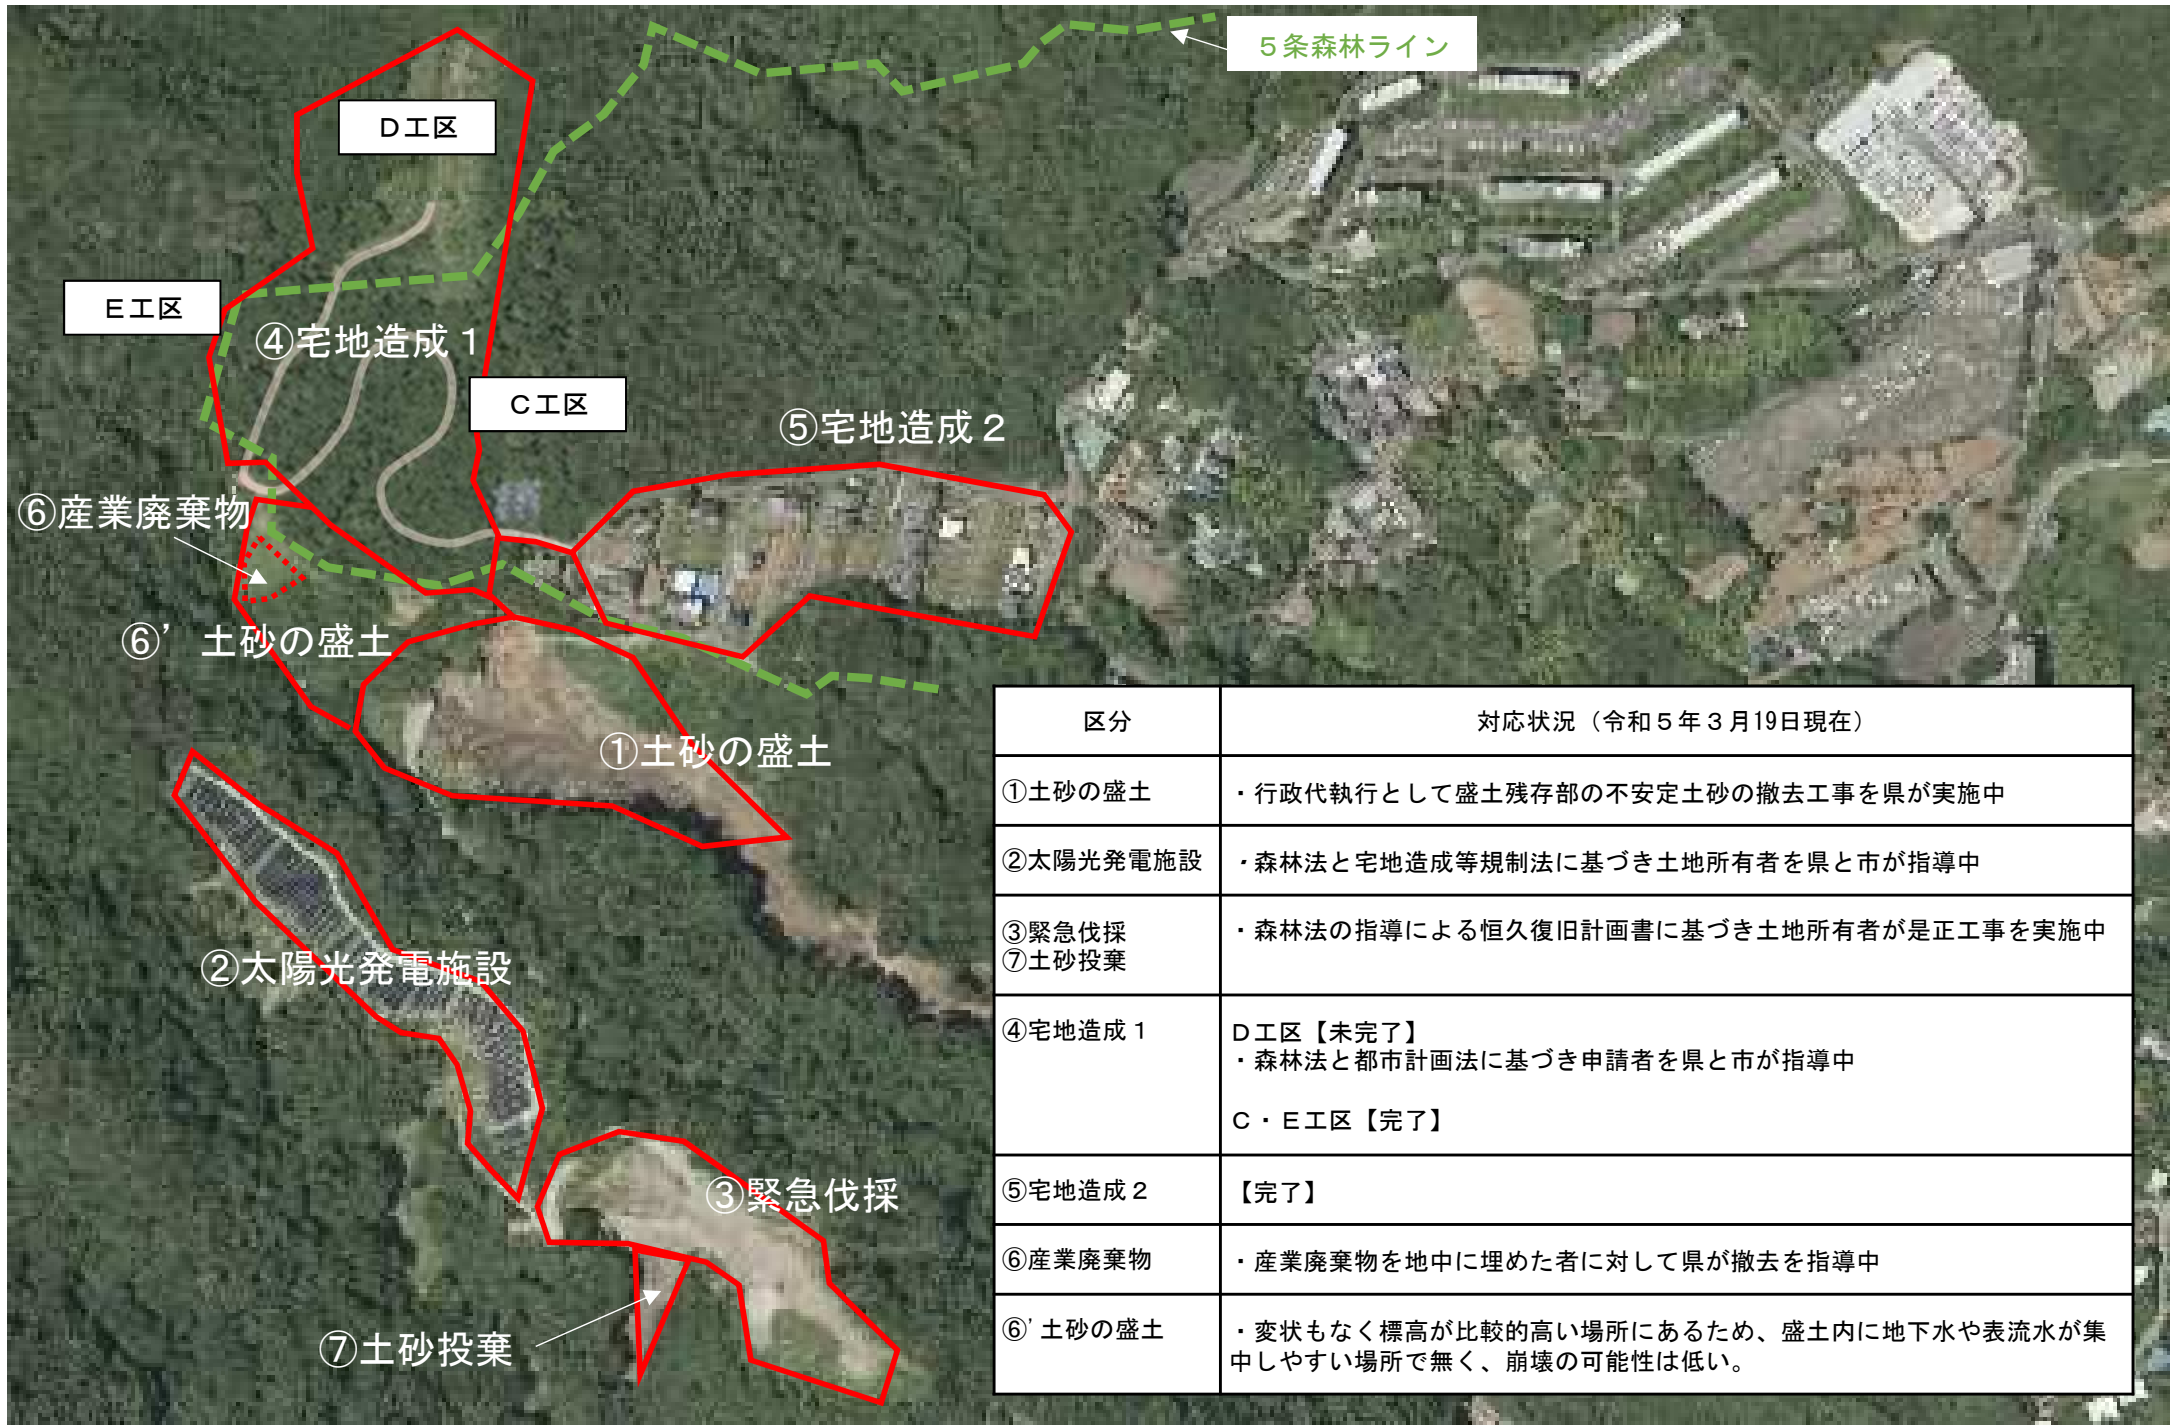 ５条森林ライン
Ｄ工区
Ｅ工区
④宅地造成１
Ｃ工区
⑤宅地造成２
⑥産業廃棄物
⑥’土砂の盛土
①土砂の盛土
②太陽光発電施設
③緊急伐採
⑦土砂投棄
区分
対応状況（令和５年３月19日現在）
①土砂の盛土
・行政代執行として盛土残存部の不安定土砂の撤去工事を県が実施中
②太陽光発電施設
・森林法と宅地造成等規制法に基づき土地所有者を県と市が指導中
③緊急伐採
⑦土砂投棄
・森林法の指導による恒久復旧計画書に基づき土地所有者が是正工事を実施中
④宅地造成１
Ｄ工区【未完了】
・森林法と都市計画法に基づき申請者を県と市が指導中
Ｃ・Ｅ工区【完了】
⑤宅地造成２
【完了】
⑥産業廃棄物
・産業廃棄物を地中に埋めた者に対して県が撤去を指導中
⑥’土砂の盛土
・変状もなく標高が比較的高い場所にあるため、盛土内に地下水や表流水が集
中しやすい場所で無く、崩壊の可能性は低い。